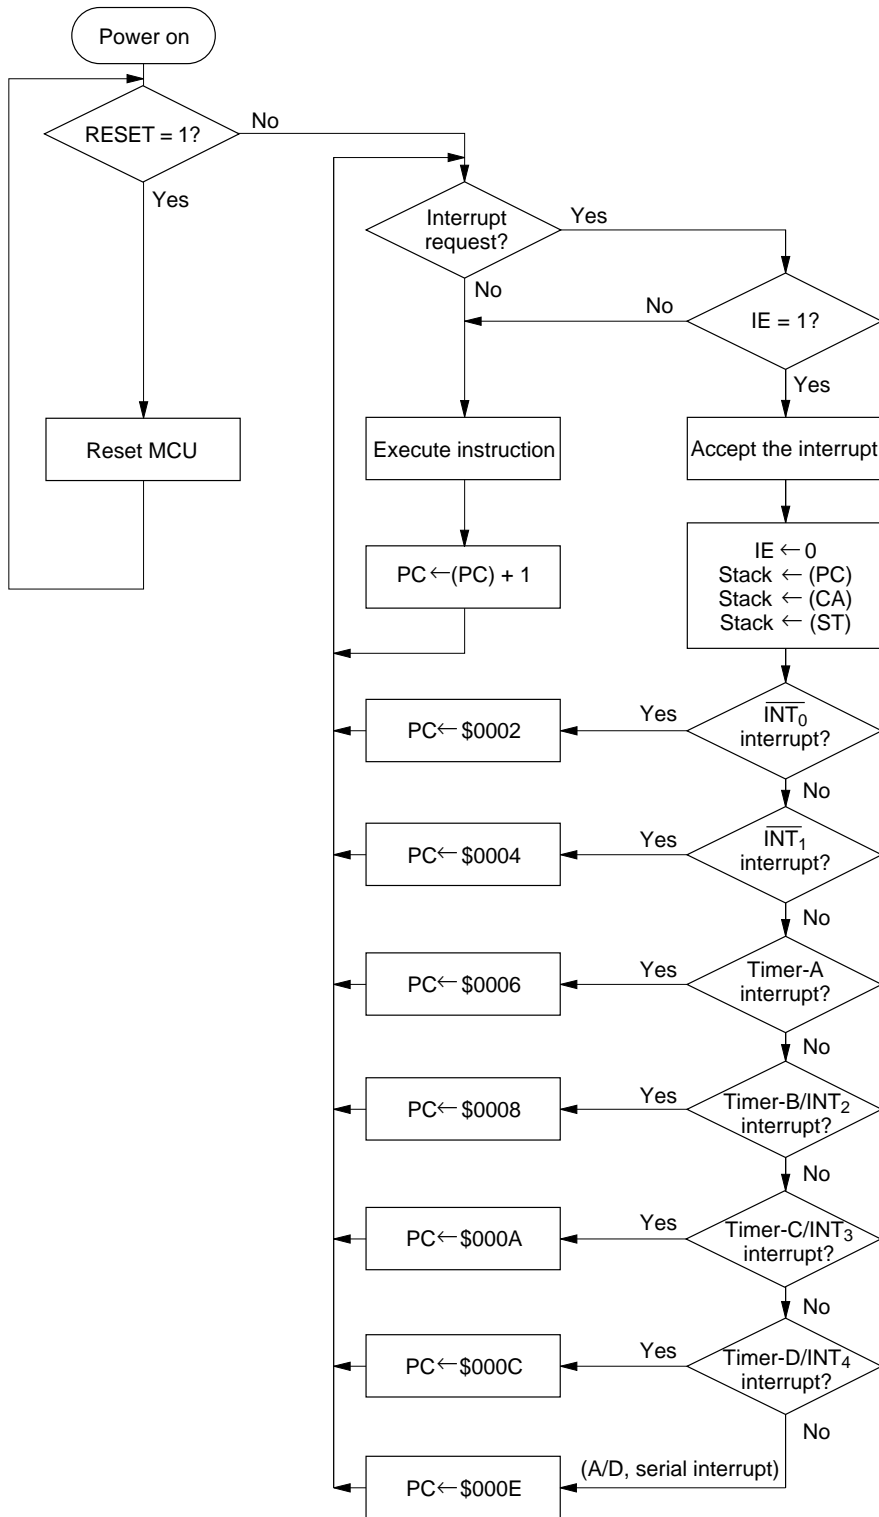 Power on
RESET = 1?
No
Yes
Interrupt
request?
Yes
No
No
IE = 1?
Yes
Reset MCU
Execute instruction
Accept the interrupt
PC ← (PC) + 1
IE ← 0
Stack ← (PC)
Stack ← (CA)
Stack ← (ST)
PC ← $0002
Yes
I̅N̅T̅₀
interrupt?
No
PC ← $0004
Yes
I̅N̅T̅₁
interrupt?
No
PC ← $0006
Yes
Timer-A
interrupt?
No
PC ← $0008
Yes
Timer-B/INT₂
interrupt?
No
PC ← $000A
Yes
Timer-C/INT₃
interrupt?
No
PC ← $000C
Yes
Timer-D/INT₄
interrupt?
No
PC ← $000E
(A/D, serial interrupt)